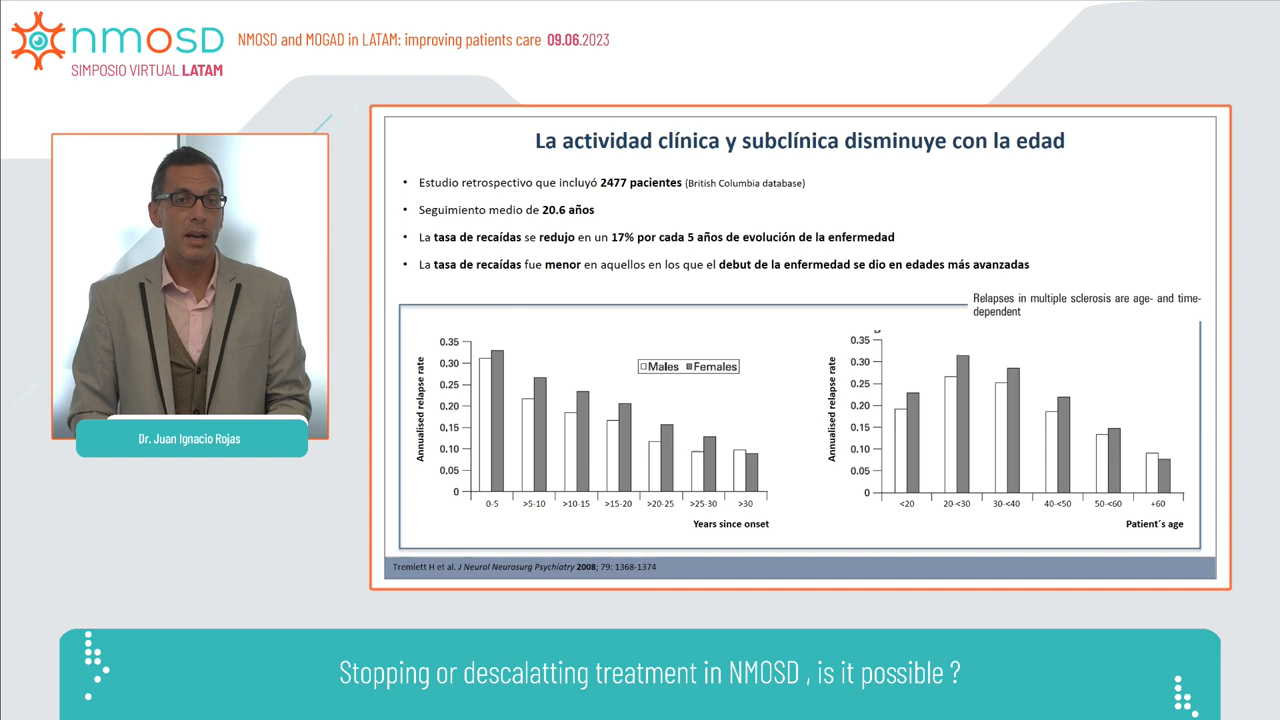 nmosd
SIMPOSIO VIRTUAL LATAM
NMOSD and MOGAD in LATAM: improving patients care 09.06.2023
Dr. Juan Ignacio Rojas
La actividad clínica y subclínica disminuye con la edad
• Estudio retrospectivo que incluyó 2477 pacientes (British Columbia database)
• Seguimiento medio de 20.6 años
• La tasa de recaídas se redujo en un 17% por cada 5 años de evolución de la enfermedad
• La tasa de recaídas fue menor en aquellos en los que el debut de la enfermedad se dio en edades más avanzadas
Relapses in multiple sclerosis are age- and time-
dependent
Annualised relapse rate
0.35
0.30
0.25
0.20
0.15
0.10
0.05
0
Males Females
0-5 >5-10 >10-15 >15-20 >20-25 >25-30 >30
Years since onset
Annualised relapse rate
0.35
0.30
0.25
0.20
0.15
0.10
0.05
0
<20 20-<30 30-<40 40-<50 50-<60 +60
Patient´s age
Tremlett H et al. J Neurol Neurosurg Psychiatry 2008; 79: 1368-1374
Stopping or descalatting treatment in NMOSD , is it possible ?